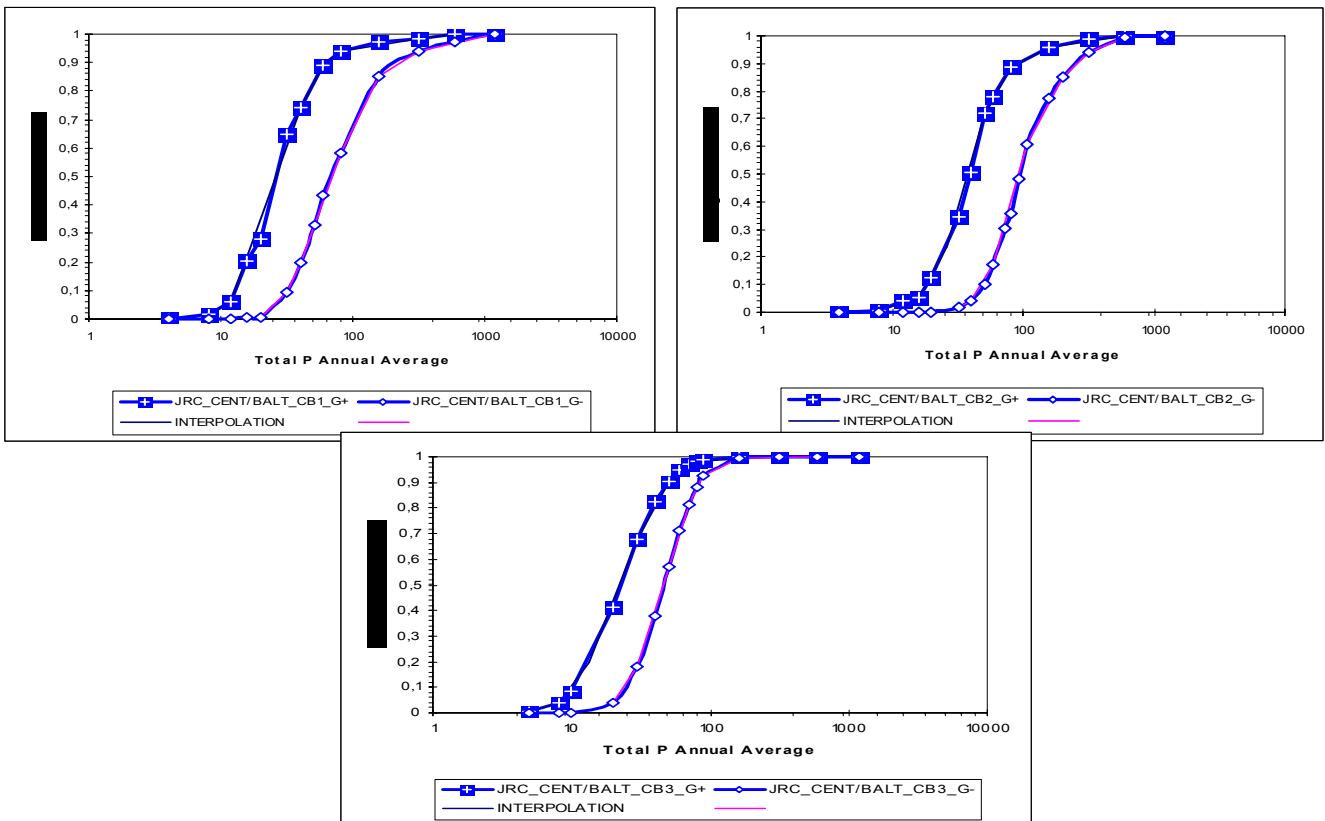 1
0,9
0,8
0,7
0,6
0,5
0,4
0,3
0,2
0,1
0
1 10 100 1000 10000
Total P Annual Average
JRC_CENT/BALT_CB1_G+ JRC_CENT/BALT_CB1_G-
INTERPOLATION
1
0,9
0,8
0,7
0,6
0,5
0,4
0,3
0,2
0,1
0
1 10 100 1000 10000
Total P Annual Average
JRC_CENT/BALT_CB2_G+ JRC_CENT/BALT_CB2_G-
INTERPOLATION
1
0,9
0,8
0,7
0,6
0,5
0,4
0,3
0,2
0,1
0
1 10 100 1000 10000
Total P Annual Average
JRC_CENT/BALT_CB3_G+ JRC_CENT/BALT_CB3_G-
INTERPOLATION